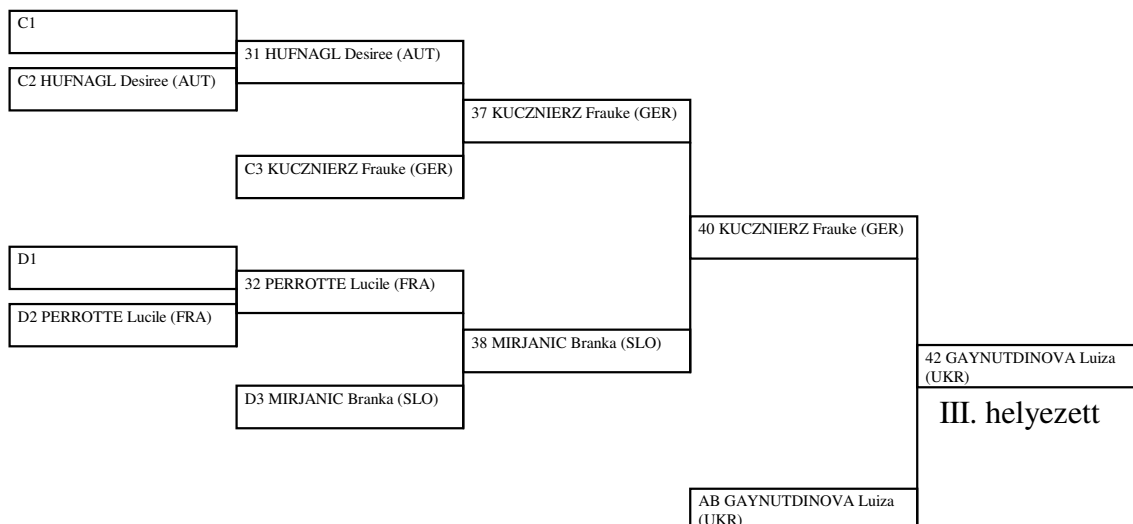 C1
31 HUFNAGL Desiree (AUT)
C2 HUFNAGL Desiree (AUT)
37 KUCZNIERZ Frauke (GER)
C3 KUCZNIERZ Frauke (GER)
40 KUCZNIERZ Frauke (GER)
D1
32 PERROTTE Lucile (FRA)
D2 PERROTTE Lucile (FRA)
38 MIRJANIC Branka (SLO)
42 GAYNUTDINOVA Luiza
(UKR)
D3 MIRJANIC Branka (SLO)
III. helyezett
AB GAYNUTDINOVA Luiza
(UKR)